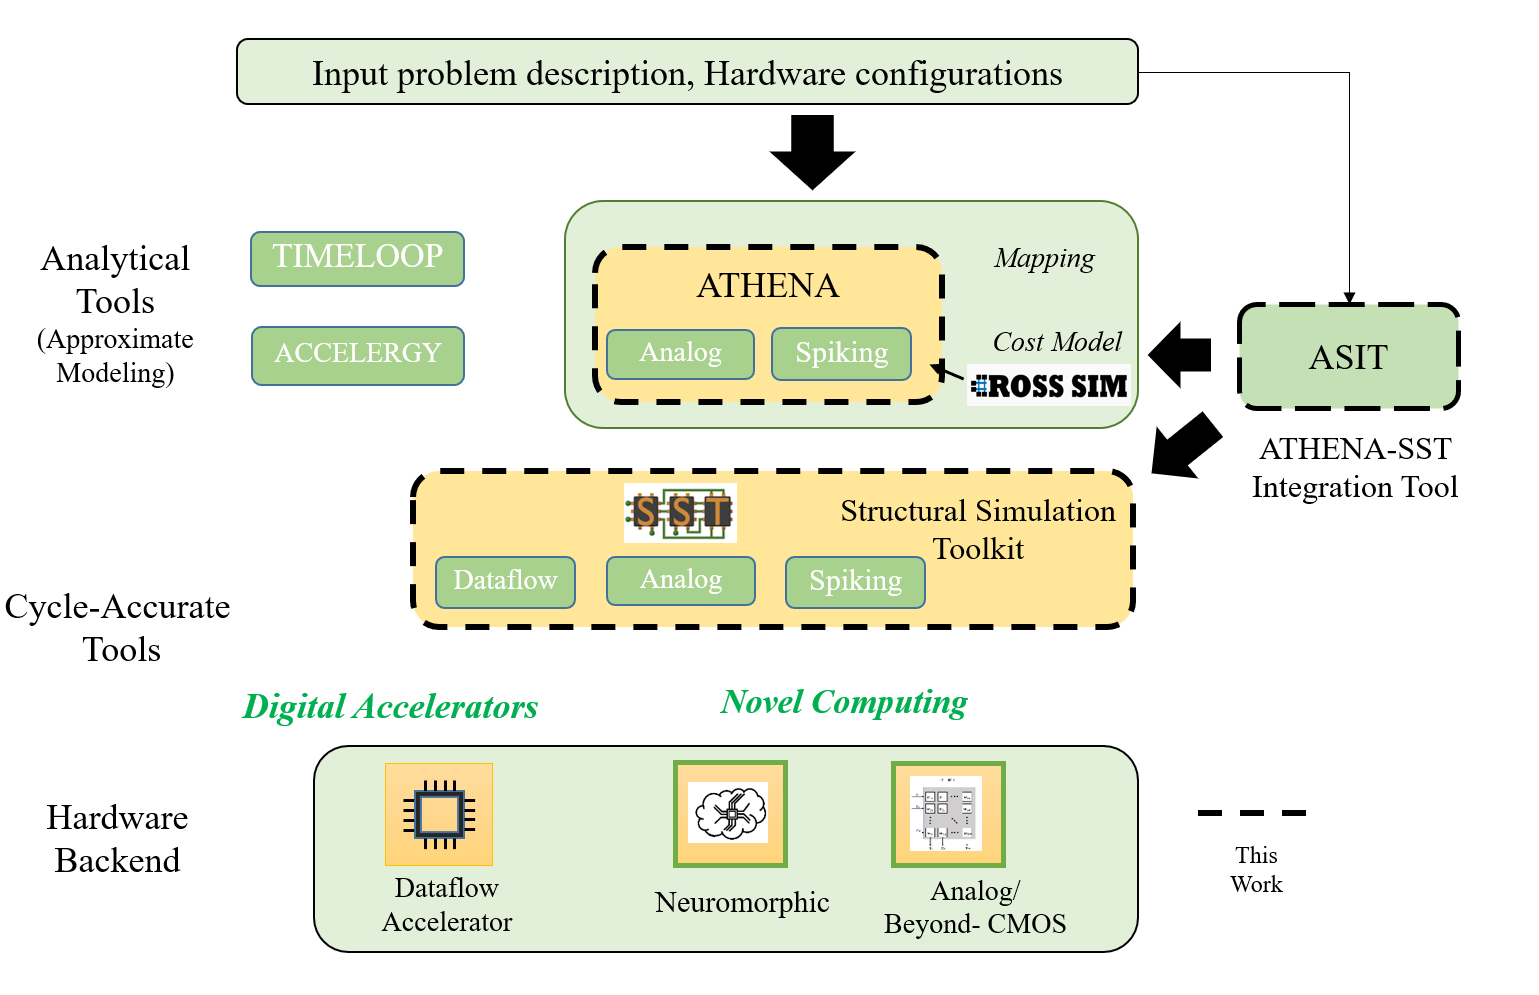 Input problem description, Hardware configurations
Analytical
Tools
(Approximate
Modeling)
TIMELOOP
ACCELERGY
ATHENA
Analog
Spiking
Mapping
Cost Model
ROSS SIM
ASIT
ATHENA-SST
Integration Tool
SST
Structural Simulation
Toolkit
Dataflow
Analog
Spiking
Cycle-Accurate
Tools
Digital Accelerators
Novel Computing
Hardware
Backend
Dataflow
Accelerator
Neuromorphic
Analog/
Beyond- CMOS
This
Work